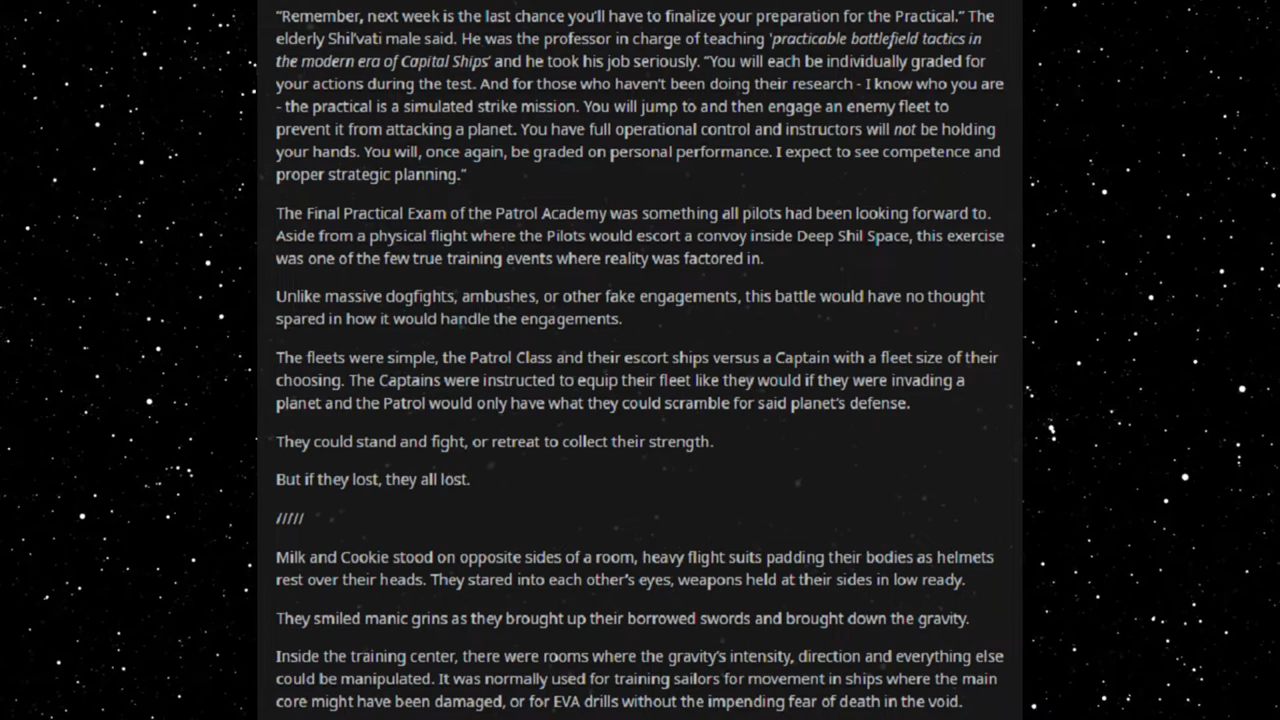 “Remember, next week is the last chance you’ll have to finalize your preparation for the Practical.” The
elderly Shil’vati male said. He was the professor in charge of teaching ‘practicable battlefield tactics in
the modern era of Capital Ships’ and he took his job seriously. “You will each be individually graded for
your actions during the test. And for those who haven’t been doing their research - I know who you are
- the practical is a simulated strike mission. You will jump to and then engage an enemy fleet to
prevent it from attacking a planet. You have full operational control and instructors will not be holding
your hands. You will, once again, be graded on personal performance. I expect to see competence and
proper strategic planning.”
The Final Practical Exam of the Patrol Academy was something all pilots had been looking forward to.
Aside from a physical flight where the Pilots would escort a convoy inside Deep Shil Space, this exercise
was one of the few true training events where reality was factored in.
Unlike massive dogfights, ambushes, or other fake engagements, this battle would have no thought
spared in how it would handle the engagements.
The fleets were simple, the Patrol Class and their escort ships versus a Captain with a fleet size of their
choosing. The Captains were instructed to equip their fleet like they would if they were invading a
planet and the Patrol would only have what they could scramble for said planet’s defense.
They could stand and fight, or retreat to collect their strength.
But if they lost, they all lost.
/////
Milk and Cookie stood on opposite sides of a room, heavy flight suits padding their bodies as helmets
rest over their heads. They stared into each other’s eyes, weapons held at their sides in low ready.
They smiled manic grins as they brought up their borrowed swords and brought down the gravity.
Inside the training center, there were rooms where the gravity’s intensity, direction and everything else
could be manipulated. It was normally used for training sailors for movement in ships where the main
core might have been damaged, or for EVA drills without the impending fear of death in the void.